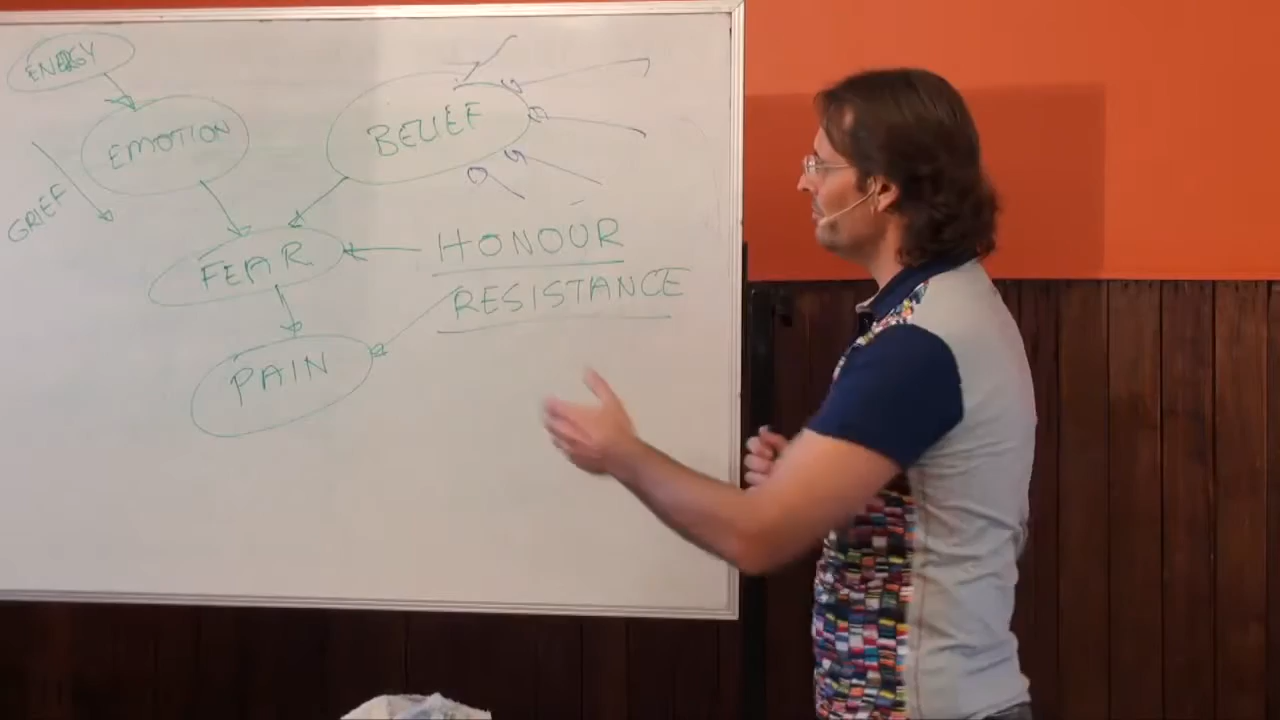 ENERGY
EMOTION
BELIEF
GRIEF
HONOUR
FEAR
RESISTANCE
PAIN